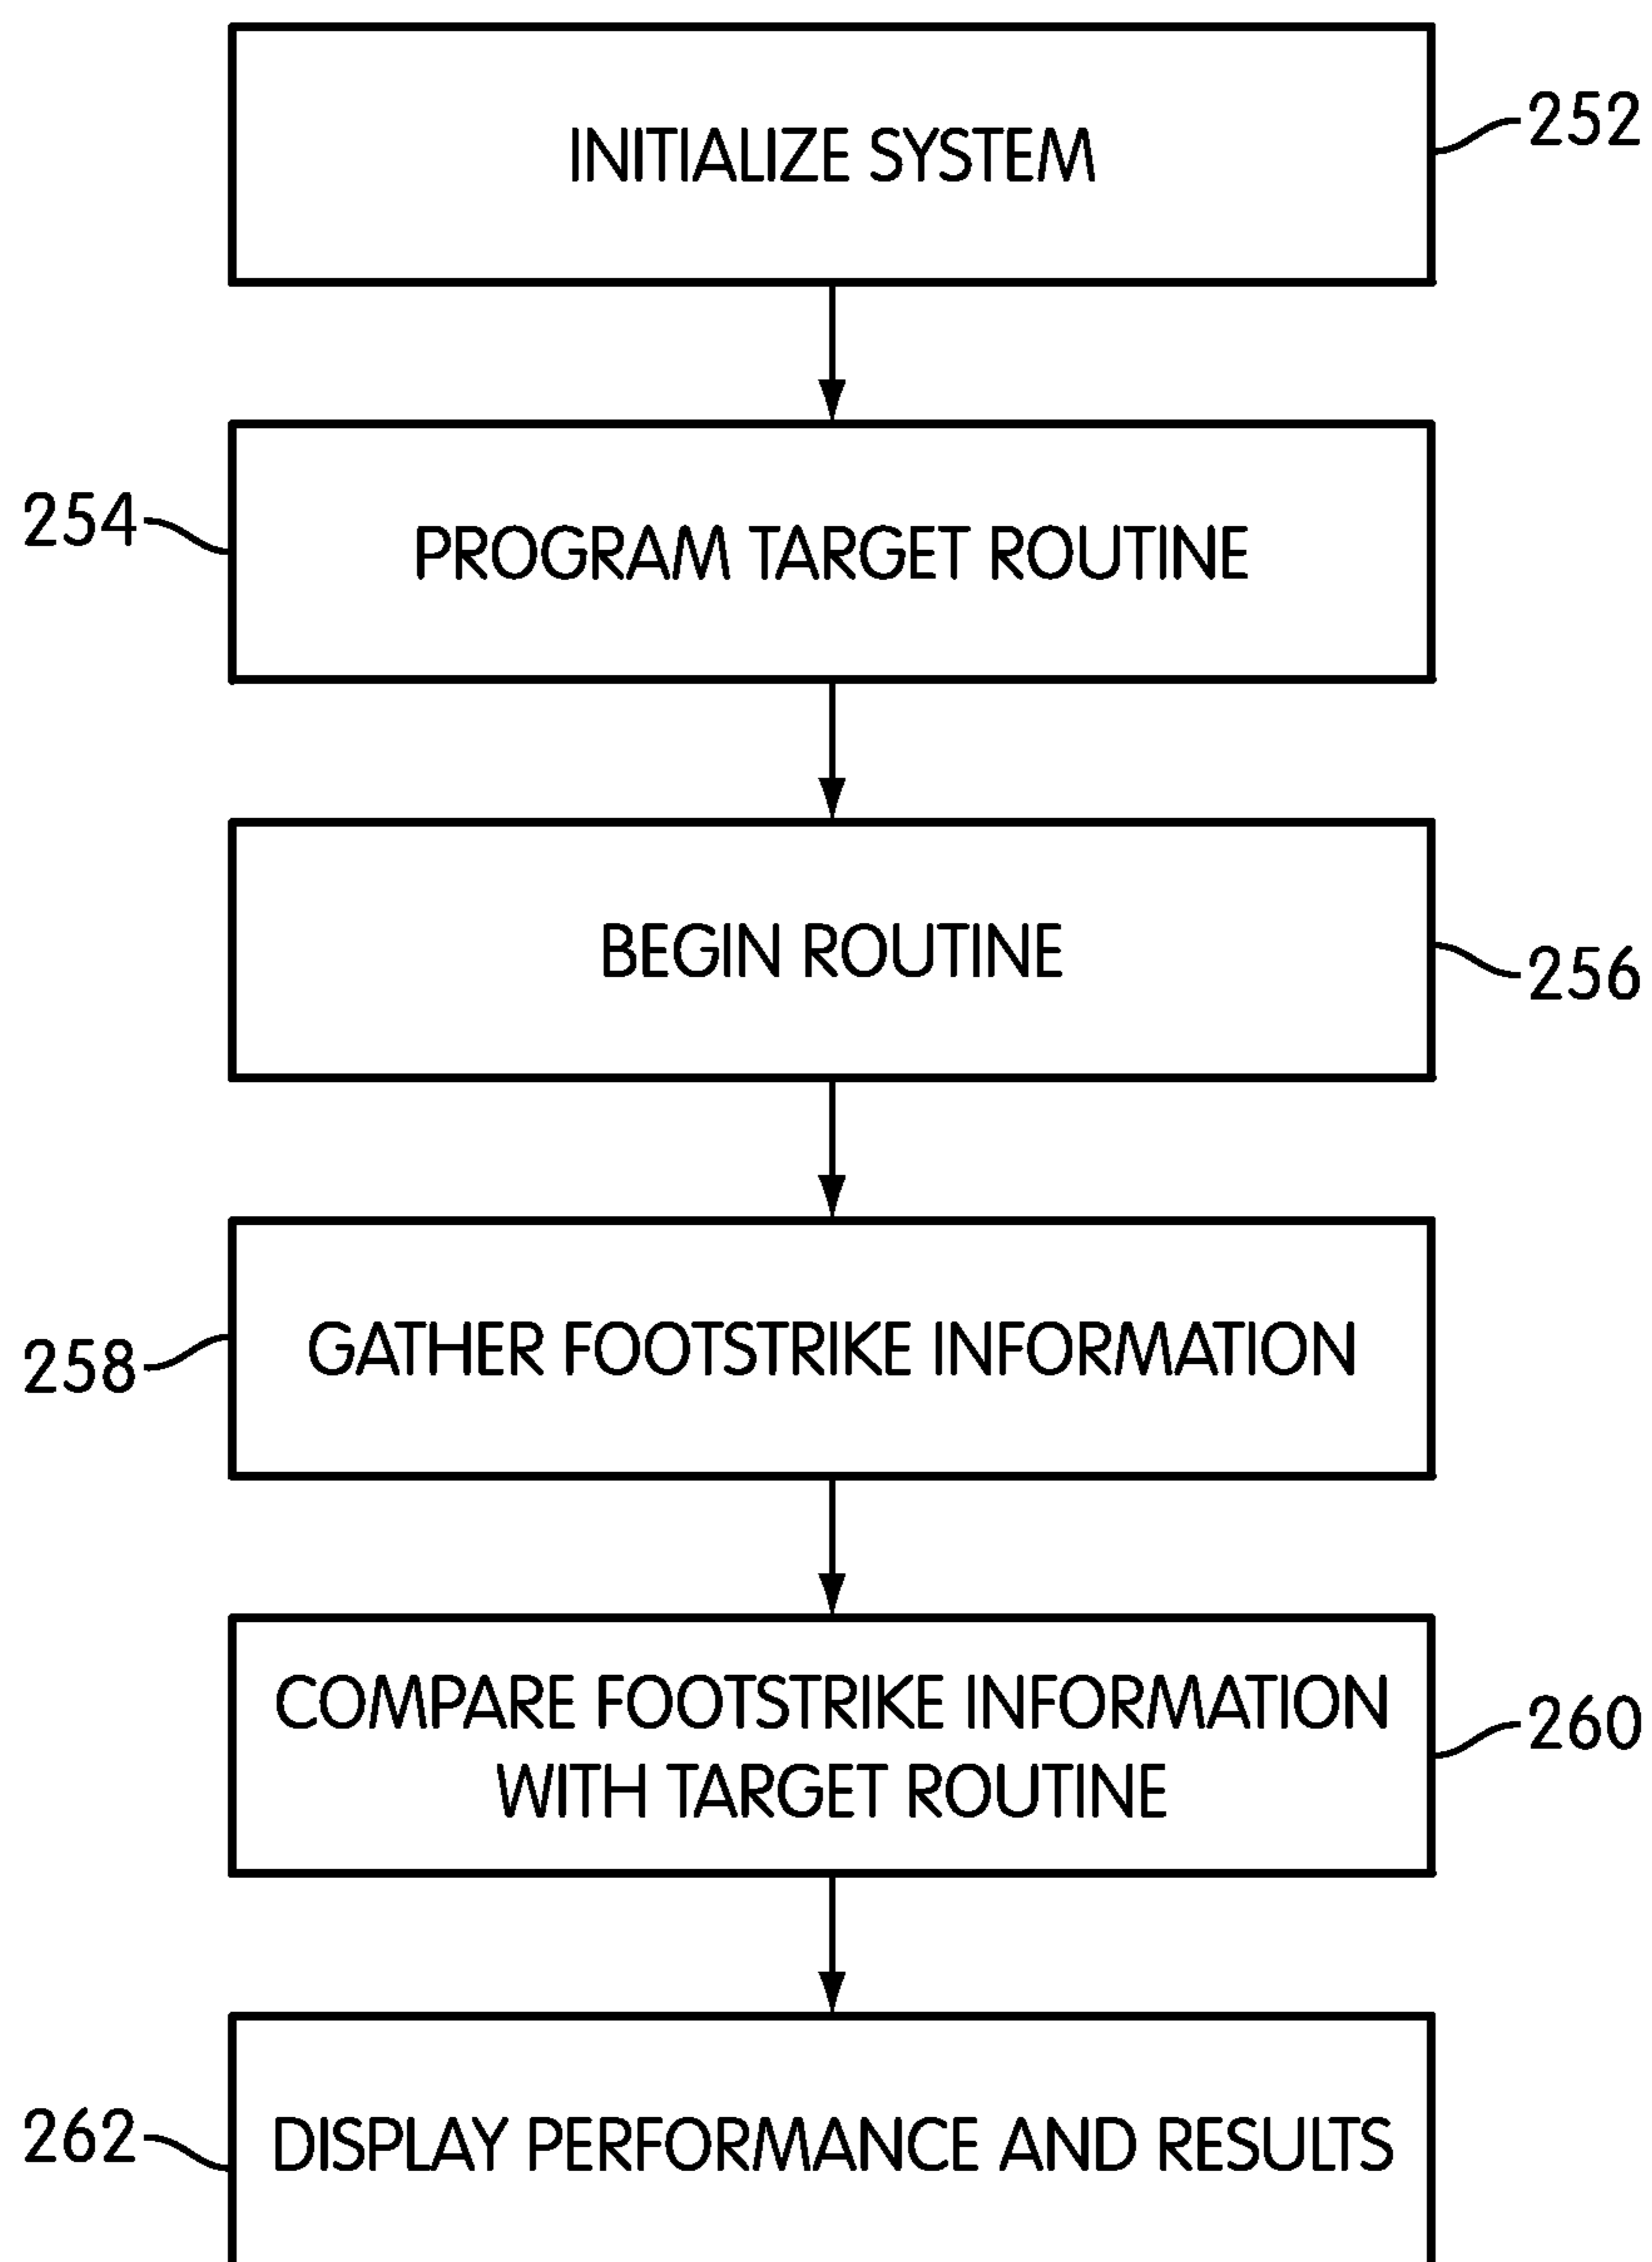 INITIALIZE SYSTEM
252
254
PROGRAM TARGET ROUTINE
BEGIN ROUTINE
256
258
GATHER FOOTSTRIKE INFORMATION
COMPARE FOOTSTRIKE INFORMATION
WITH TARGET ROUTINE
260
262
DISPLAY PERFORMANCE AND RESULTS